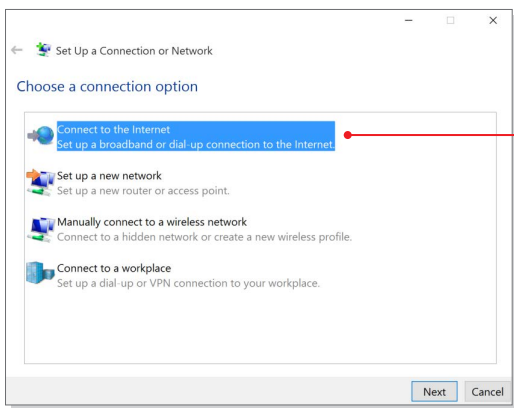 Set Up a Connection or Network
Choose a connection option
Connect to the Internet
Set up a broadband or dial-up connection to the Internet.
Set up a new network
Set up a new router or access point.
Manually connect to a wireless network
Connect to a hidden network or create a new wireless profile.
Connect to a workplace
Set up a dial-up or VPN connection to your workplace.
Next Cancel